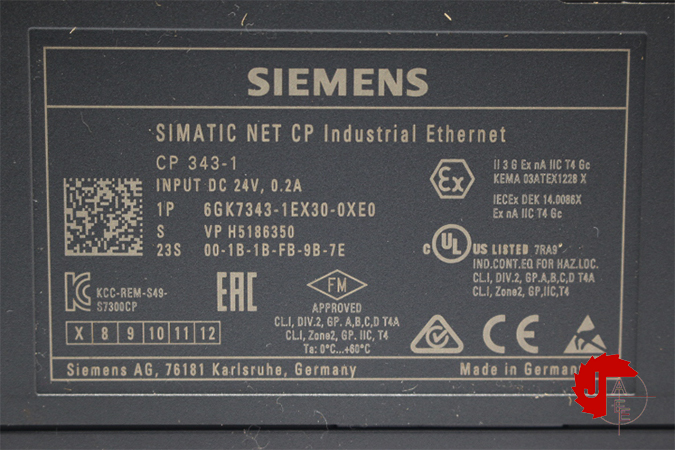 SIEMENS
SIMATIC NET CP Industrial Ethernet
CP 343-1
INPUT DC 24V, 0.2A
1P 6GK7343-1EX30-0XE0
S VP H5186350
23S 00-1B-1B-FB-9B-7E
Ex
II 3 G Ex nA IIC T4 Gc
KEMA 03ATEX1228 X
IECEx DEK 14.0086X
Ex nA IIC T4 Gc
C UL US LISTED 7RA9
IND.CONT.EQ FOR HAZ.LOC.
CL.I, DIV.2, GP.A,B,C,D T4A
CL.I, Zone2, GP,IIC,T4
KCC-REM-S49-
S7300CP
EAC
FM
APPROVED
CL.I, DIV.2, GP. A,B,C,D T4A
CL.I, Zone2, GP. IIC, T4
Ta: 0°C...+60°C
X 8 9 10 11 12
CE
Siemens AG, 76181 Karlsruhe, Germany
Made in Germany